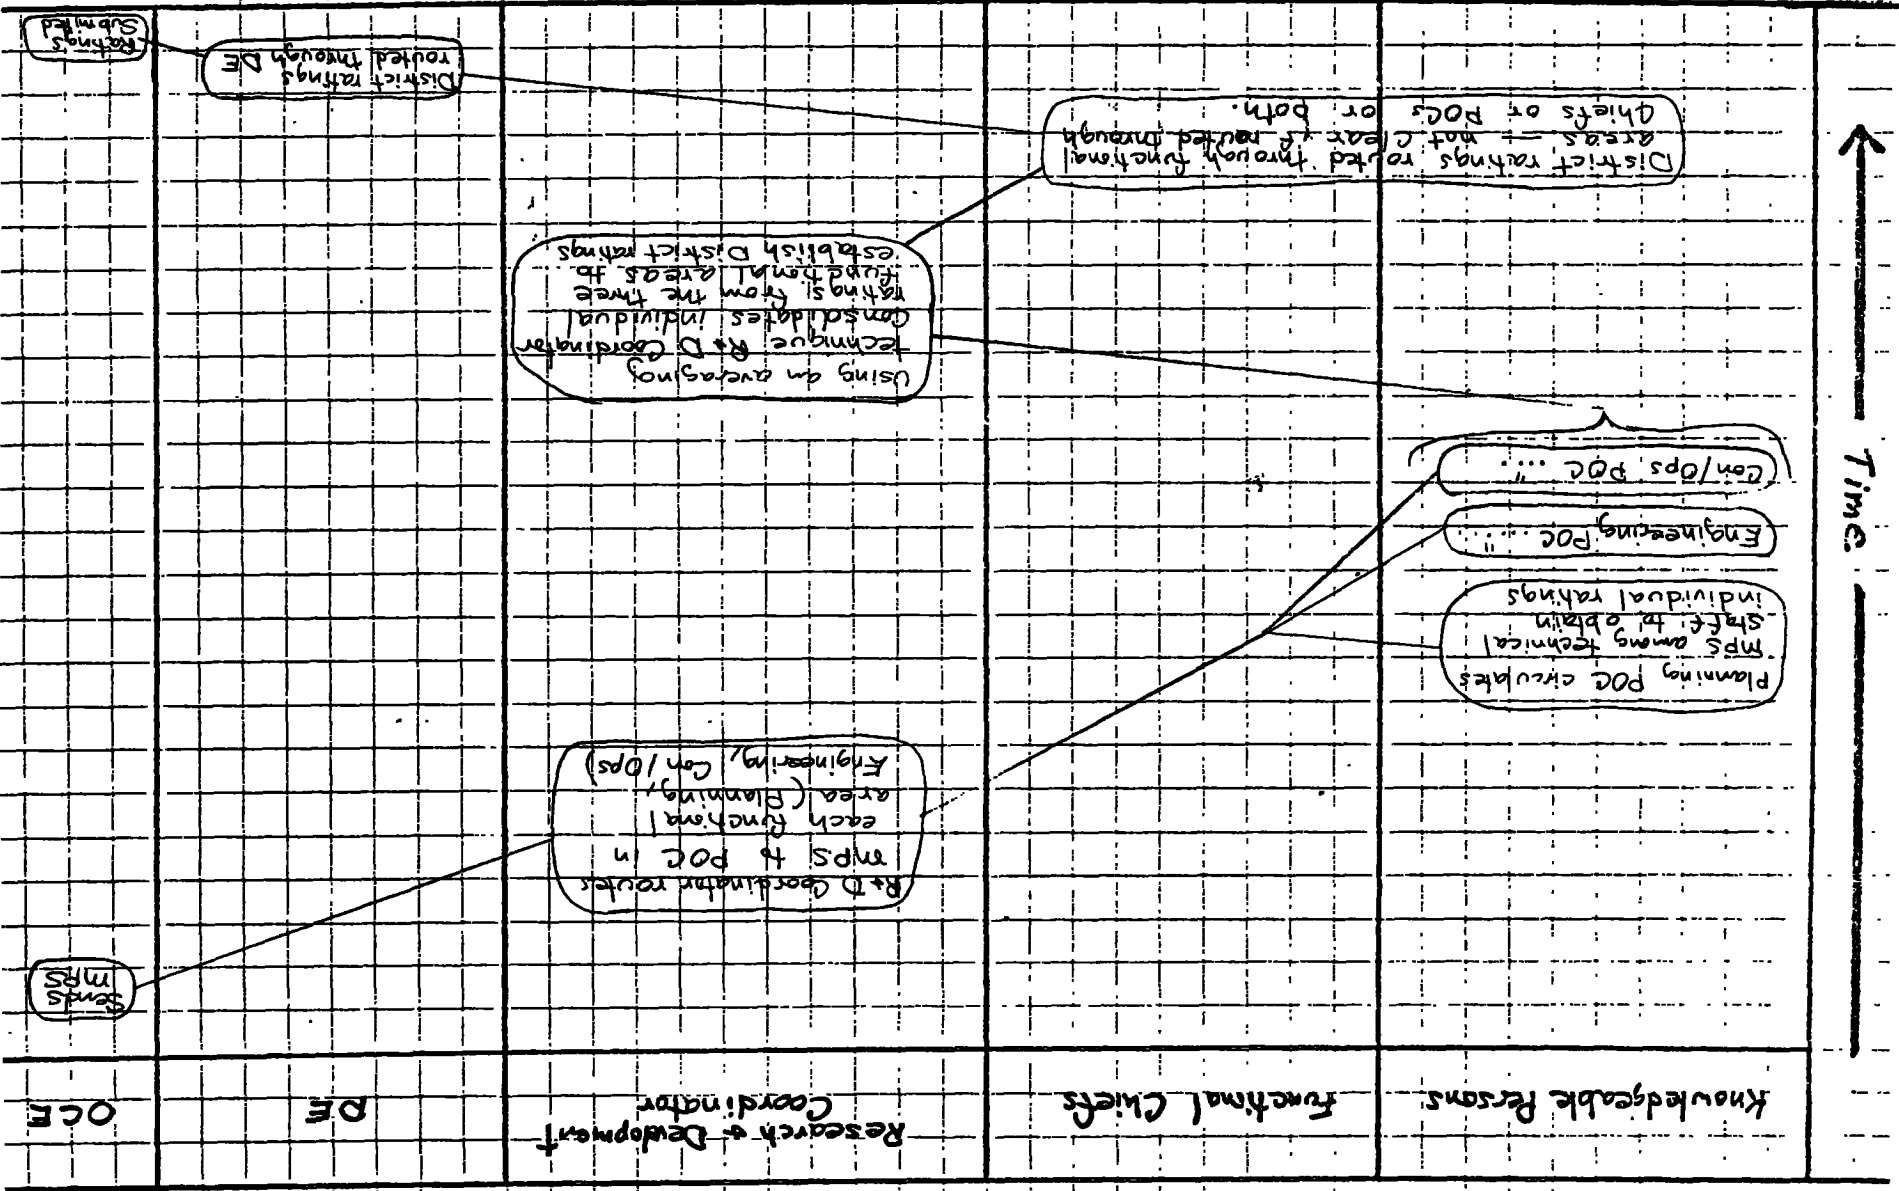 Knowledgeable Persons
Functional Chiefs
Research & Development
Coordinator
DE
OCE
Time
Sends
MPS
R&D Coordinator routes
MPS to POC in
each functional
area (Planning,
Engineering, Con/Ops)
Planning POC circulates
MPS among technical
staff to obtain
individual ratings
Engineering POC ...."
Con/Ops POC ...."
Using an averaging
technique R&D Coordinator
consolidates individual
ratings from the three
functional areas to
establish District ratings
District ratings routed through functional
areas — not clear if routed through
Chiefs or POCs or both.
District ratings
routed through DE
Ratings
Submited